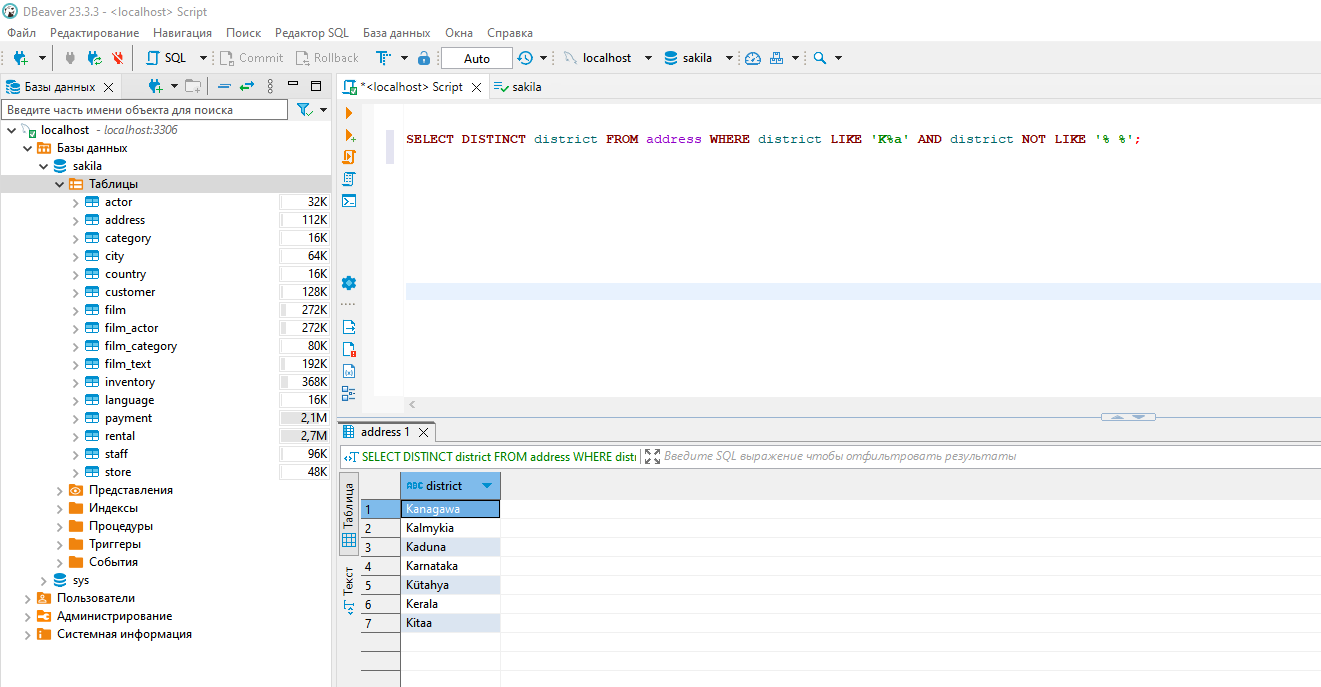 DBeaver 23.3.3 - <localhost> Script
Файл Редактирование Навигация Поиск Редактор SQL База данных Окна Справка
SQL Commit Rollback Auto localhost sakila
Базы данных
*<localhost> Script sakila
Введите часть имени объекта для поиска
localhost - localhost:3306
Базы данных
sakila
Таблицы
actor 32K
address 112K
category 16K
city 64K
country 16K
customer 128K
film 272K
film_actor 272K
film_category 80K
film_text 192K
inventory 368K
language 16K
payment 2,1M
rental 2,7M
staff 96K
store 48K
Представления
Индексы
Процедуры
Триггеры
События
sys
Пользователи
Администрирование
Системная информация
SELECT DISTINCT district FROM address WHERE district LIKE 'K%a' AND district NOT LIKE '% %';
address 1
SELECT DISTINCT district FROM address WHERE distr
Введите SQL выражение чтобы отфильтровать результаты
Таблица
Текст
ABC district
1 Kanagawa
2 Kalmykia
3 Kaduna
4 Karnataka
5 Kütahya
6 Kerala
7 Kitaa